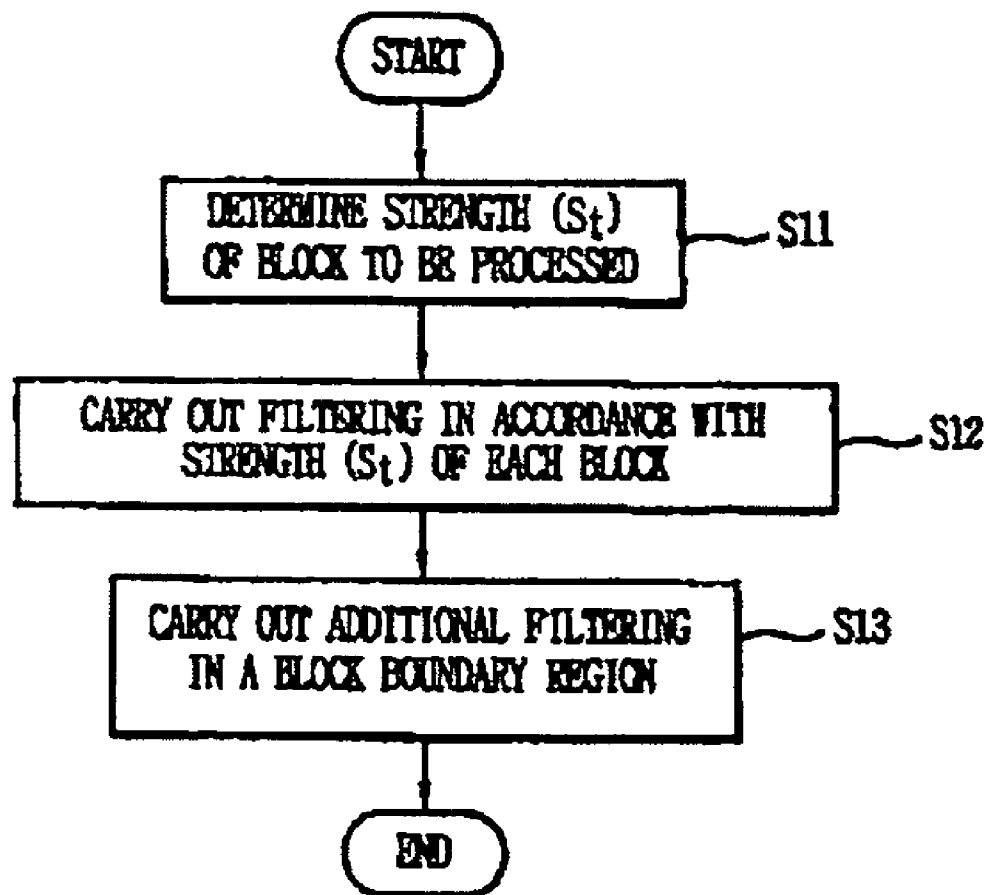 START
DETERMINE STRENGTH (St)
OF BLOCK TO BE PROCESSED
S11
CARRY OUT FILTERING IN ACCORDANCE WITH
STRENGTH (St) OF EACH BLOCK
S12
CARRY OUT ADDITIONAL FILTERING
IN A BLOCK BOUNDARY REGION
S13
END